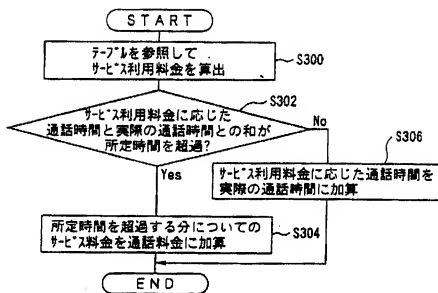 START
テーブルを参照して
サービス利用料金を算出
S300
サービス利用料金に応じた
通話時間と実際の通話時間との和が
所定時間を超過?
S302
No
Yes
S306
サービス利用料金に応じた通話時間を
実際の通話時間に加算
所定時間を超過する分についての
サービス料金を通話料金に加算
S304
END